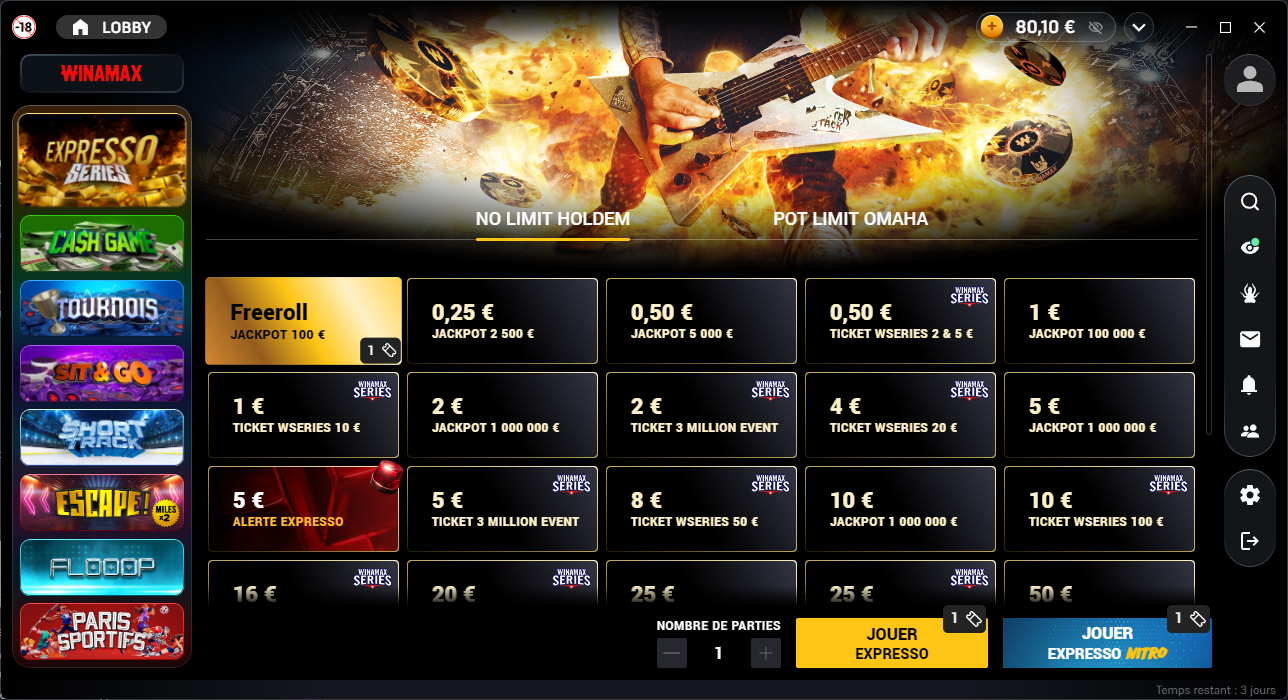 -18
LOBBY
80,10 €
WINAMAX
EXPRESSO
SERIES
CASH GAME
TOURNOIS
SIT & GO
SHORT
TRACK
ESCAPE!
MILES
x2
FLOOOP
PARIS
SPORTIFS
NO LIMIT HOLDEM
POT LIMIT OMAHA
Freeroll
JACKPOT 100 €
1
0,25 €
JACKPOT 2 500 €
0,50 €
JACKPOT 5 000 €
WINAMAX
SERIES
0,50 €
TICKET WSERIES 2 & 5 €
1 €
JACKPOT 100 000 €
WINAMAX
SERIES
1 €
TICKET WSERIES 10 €
2 €
JACKPOT 1 000 000 €
WINAMAX
SERIES
2 €
TICKET 3 MILLION EVENT
WINAMAX
SERIES
4 €
TICKET WSERIES 20 €
5 €
JACKPOT 1 000 000 €
5 €
ALERTE EXPRESSO
WINAMAX
SERIES
5 €
TICKET 3 MILLION EVENT
WINAMAX
SERIES
8 €
TICKET WSERIES 50 €
10 €
JACKPOT 1 000 000 €
WINAMAX
SERIES
10 €
TICKET WSERIES 100 €
WINAMAX
SERIES
16 €
WINAMAX
SERIES
20 €
25 €
WINAMAX
SERIES
25 €
50 €
NOMBRE DE PARTIES
1
JOUER
EXPRESSO
1
JOUER
EXPRESSO NITRO
1
Temps restant : 3 jours